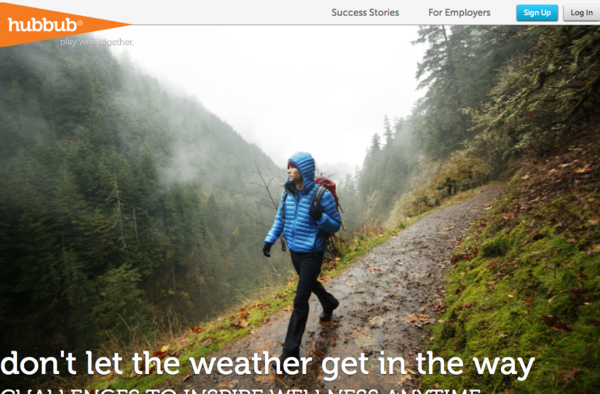 hubbub®
Success Stories For Employers Sign Up Log In
play well together.
don't let the weather get in the way
CHALLENGES TO INSPIRE WELLNESS ANYTIME